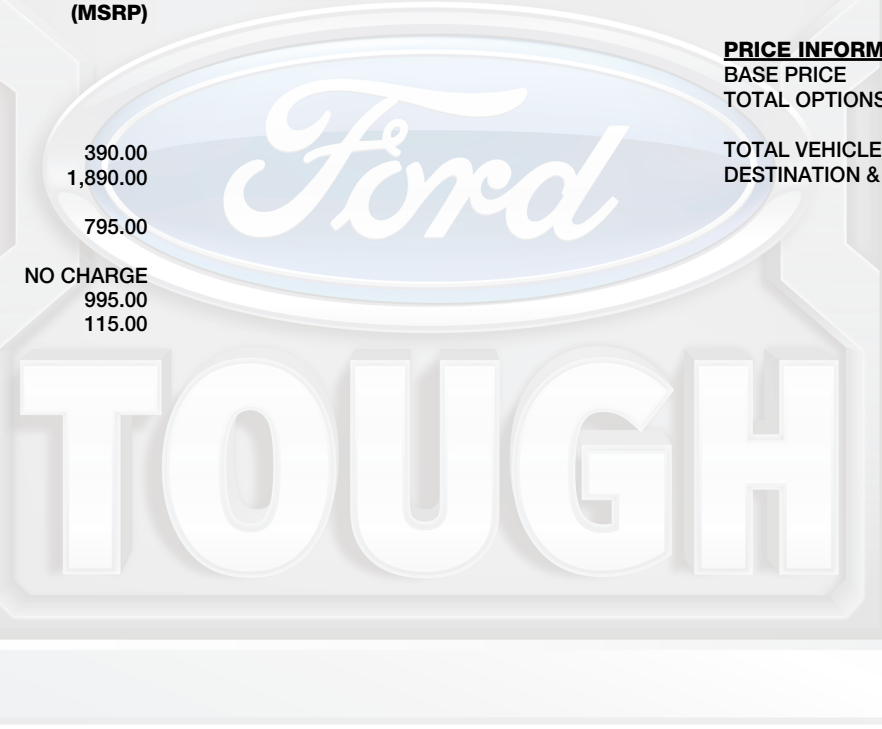 (MSRP)
390.00
1,890.00
795.00
NO CHARGE
995.00
115.00
PRICE INFORM
BASE PRICE
TOTAL OPTIONS
TOTAL VEHICLE
DESTINATION &
Ford
TOUGH